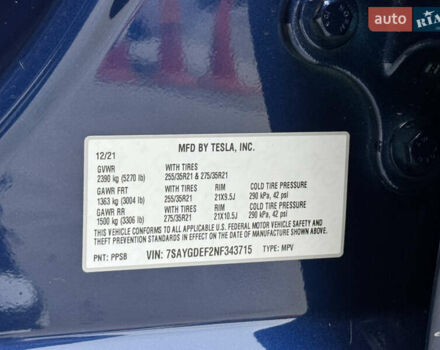 auto RIA
MFD BY TESLA, INC.
12/21
GVWR WITH TIRES
2390 kg (5270 lb) 255/35R21 & 275/35R21
GAWR FRT WITH TIRES RIM COLD TIRE PRESSURE
1363 kg (3004 lb) 255/35R21 21X9.5J 290 kPa, 42 psi
GAWR RR WITH TIRES RIM COLD TIRE PRESSURE
1500 kg (3306 lb) 275/35R21 21X10.5J 290 kPa, 42 psi
THIS VEHICLE CONFORMS TO ALL APPLICABLE U.S. FEDERAL MOTOR VEHICLE SAFETY AND
THEFT PREVENTION STANDARDS IN EFFECT ON THE DATE OF MANUFACTURE SHOWN ABOVE.
PNT: PPSB VIN: 7SAYGDEF2NF343715 TYPE: MPV